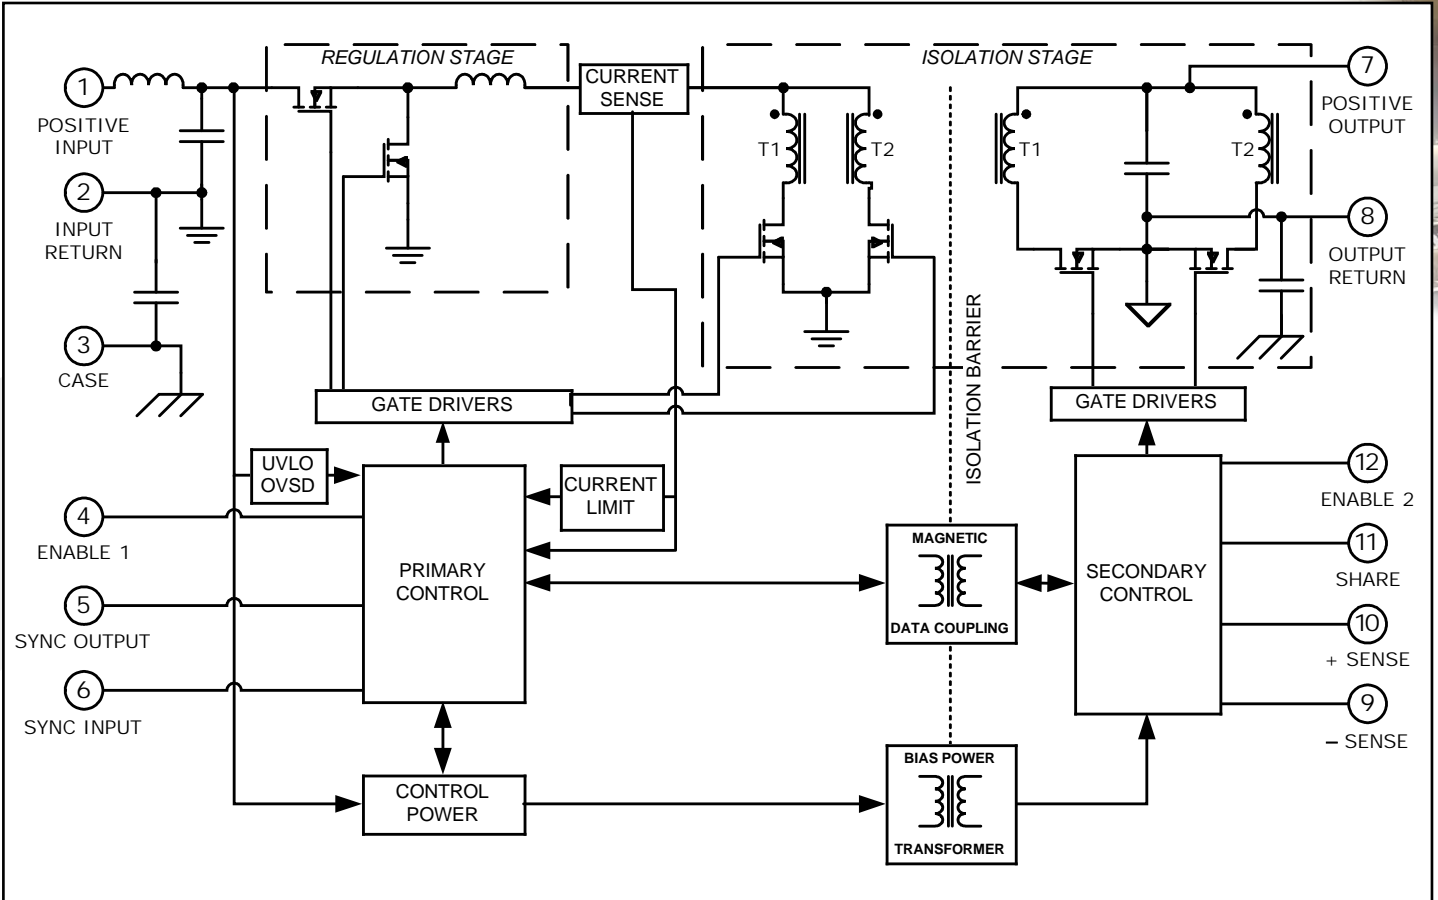 REGULATION STAGE
ISOLATION STAGE
1
POSITIVE
INPUT
2
INPUT
RETURN
3
CASE
CURRENT
SENSE
T1
T2
T1
T2
7
POSITIVE
OUTPUT
8
OUTPUT
RETURN
ISOLATION BARRIER
GATE DRIVERS
GATE DRIVERS
UVLO
OVSD
CURRENT
LIMIT
4
ENABLE 1
5
SYNC OUTPUT
6
SYNC INPUT
PRIMARY
CONTROL
MAGNETIC
DATA COUPLING
SECONDARY
CONTROL
12
ENABLE 2
11
SHARE
10
+ SENSE
9
– SENSE
CONTROL
POWER
BIAS POWER
TRANSFORMER